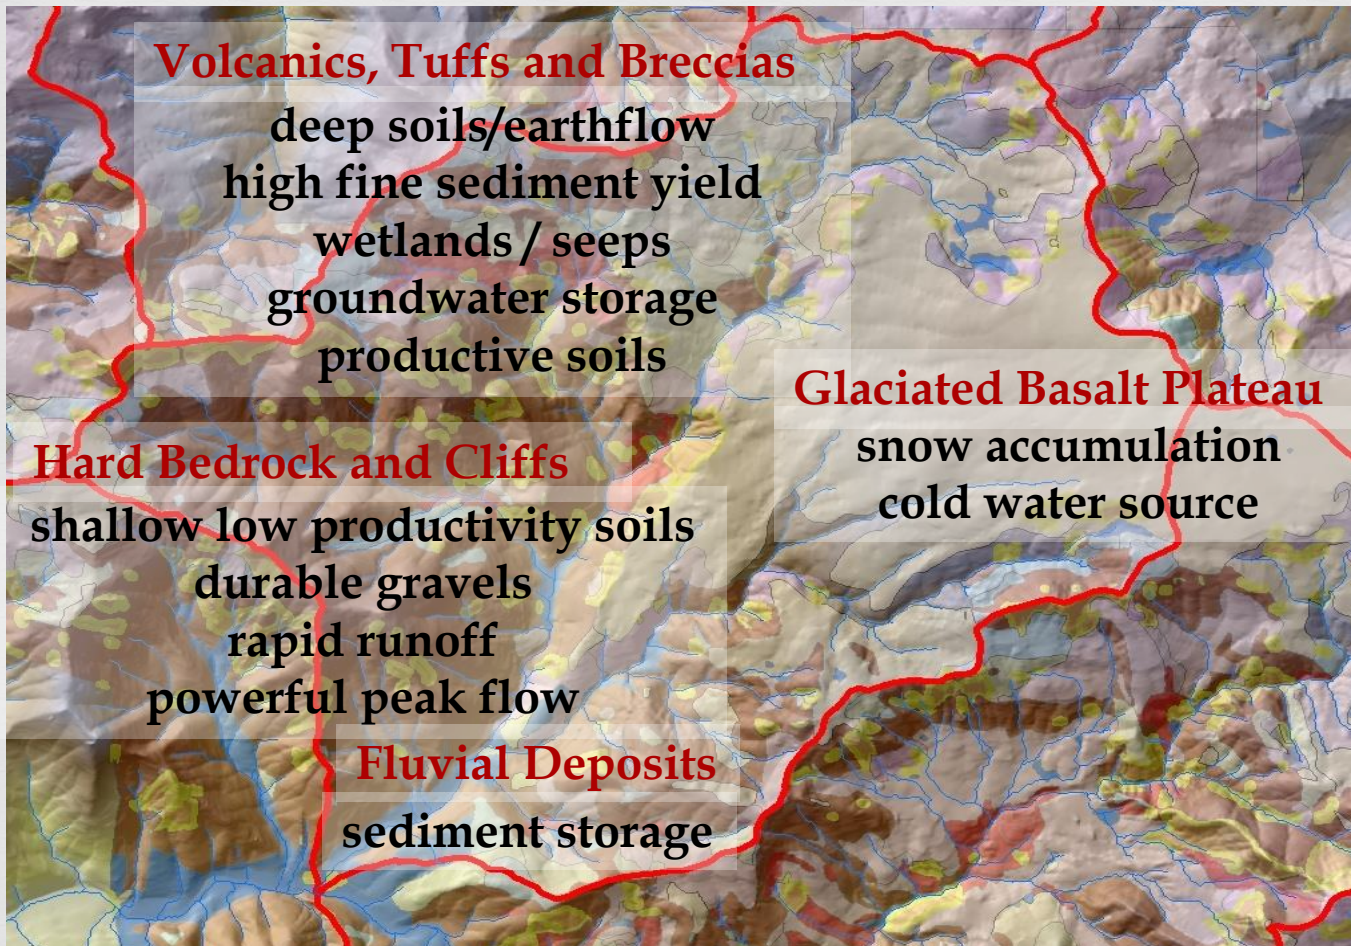 Volcanics, Tuffs and Breccias
deep soils/earthflow
high fine sediment yield
wetlands / seeps
groundwater storage
productive soils
Glaciated Basalt Plateau
snow accumulation
cold water source
Hard Bedrock and Cliffs
shallow low productivity soils
durable gravels
rapid runoff
powerful peak flow
Fluvial Deposits
sediment storage